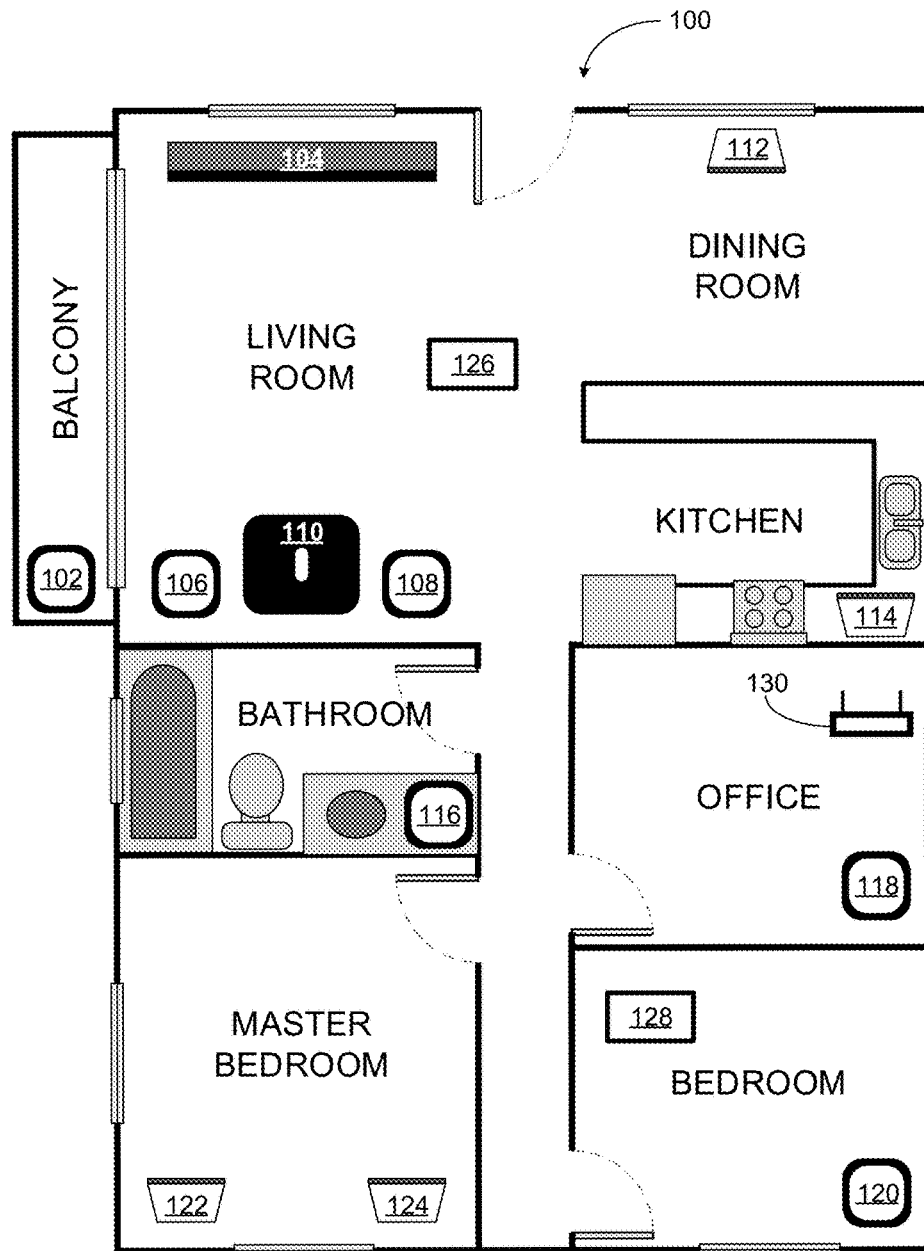 100
104
112
DINING
ROOM
BALCONY
LIVING
ROOM
126
110
KITCHEN
102
106
108
114
130
BATHROOM
OFFICE
116
118
128
MASTER
BEDROOM
BEDROOM
122
124
120